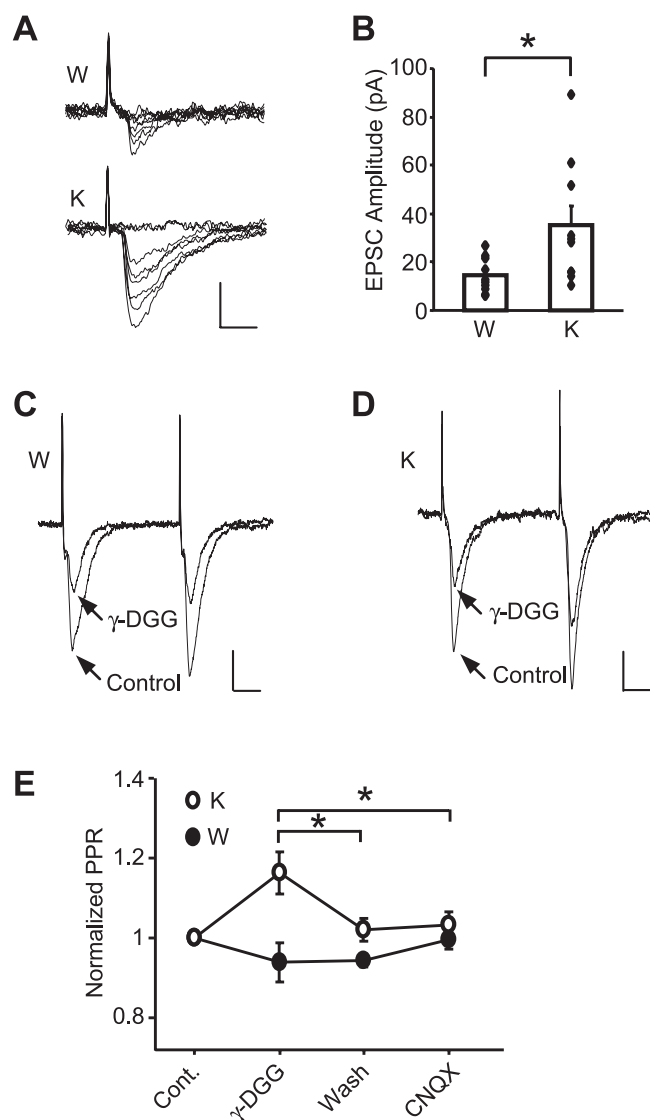 A
W
K
B
*
EPSC Amplitude (pA)
100
80
60
40
20
0
W
K
C
W
γ-DGG
Control
D
K
γ-DGG
Control
E
K
W
*
*
Normalized PPR
1.4
1.2
1
0.8
Cont.
γ-DGG
Wash
CNQX